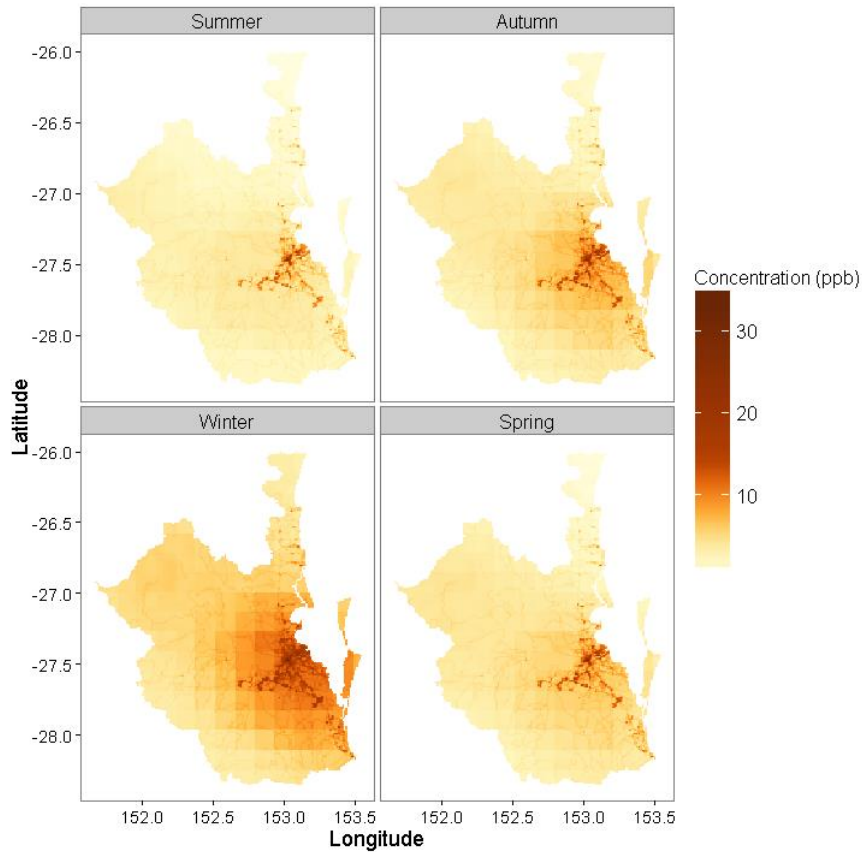 Summer Autumn
-26.0
-26.5
-27.0
-27.5
-28.0
Concentration (ppb)
30
20
10
Latitude
Winter Spring
-26.0
-26.5
-27.0
-27.5
-28.0
152.0 152.5 153.0 153.5 152.0 152.5 153.0 153.5
Longitude